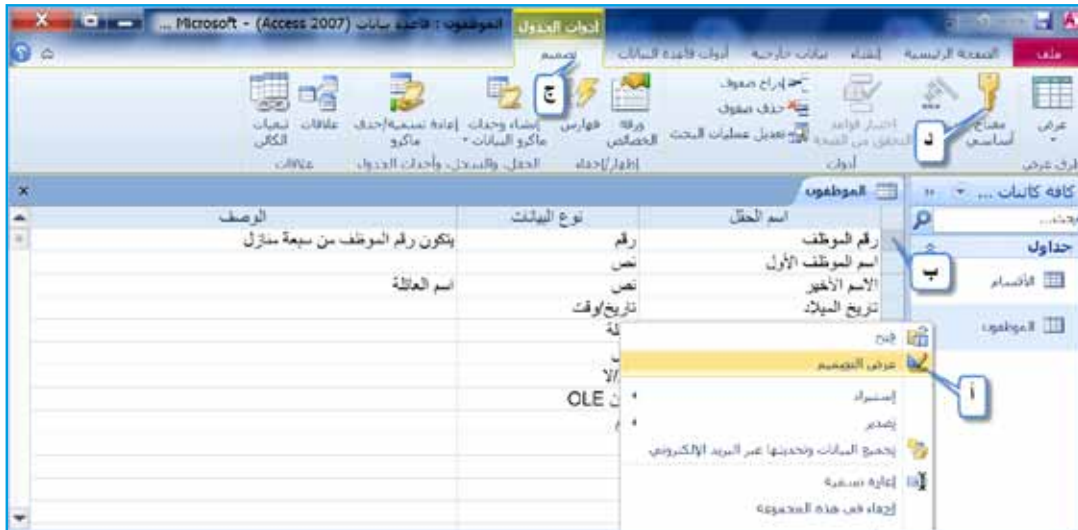 أدوات الجدول
الموظفون : قاعدة بيانات (Access 2007) - Microsoft ...
ملف
الصفحة الرئيسية
إنشاء
بيانات خارجية
أدوات قاعدة البيانات
تصميم
عرض
مفتاح أساسي
إدراج صفوف
حذف صفوف
تعديل عمليات البحث
ورقة الخصائص
فهارس
إنشاء وحدات ماكرو البيانات
إعادة تسمية/حذف ماكرو
علاقات
تبعيات الكائن
طرق عرض
أدوات
إظهار/إخفاء
الحقل، والسجل، وأحداث الجدول
علاقات
ج
د
كافة كائنات ...
الموظفون
اسم الحقل
نوع البيانات
الوصف
رقم الموظف
رقم
يتكون رقم الموظف من سبعة منازل
اسم الموظف الأول
نص
الاسم الأخير
نص
اسم العائلة
تاريخ الميلاد
تاريخ/وقت
OLE
ب
جداول
الأقسام
الموظفون
فتح
عرض التصميم
أ
إستيراد
تصدير
تجميع البيانات وتحديثها عبر البريد الإلكتروني
إعادة تسمية
إخفاء في هذه المجموعة